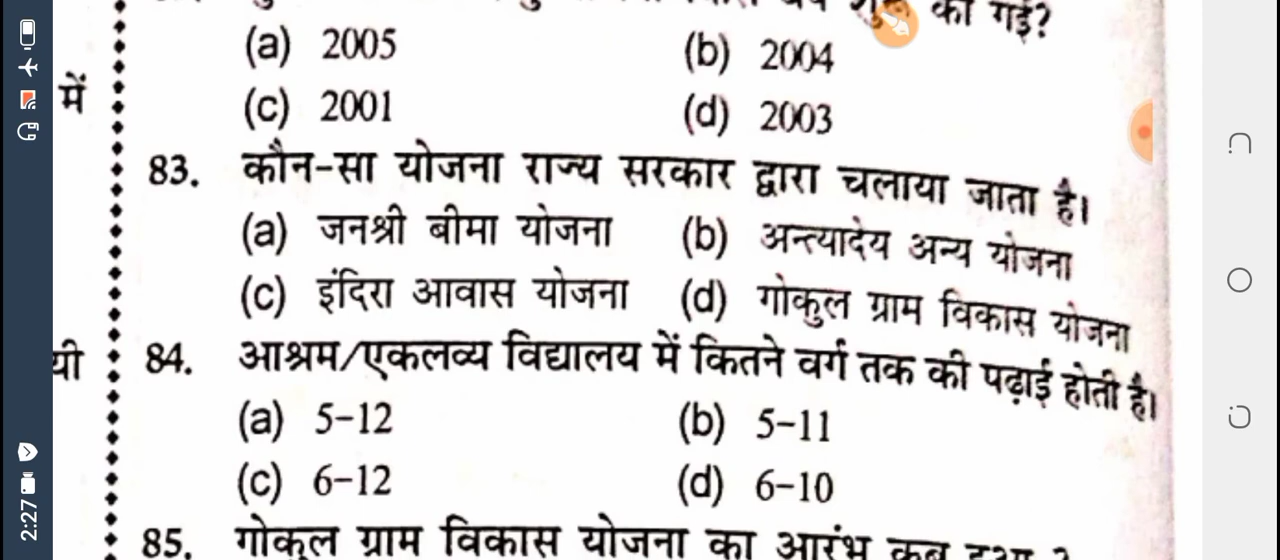 की गई?
(a) 2005 (b) 2004
में
(c) 2001 (d) 2003
83. कौन-सा योजना राज्य सरकार द्वारा चलाया जाता है।
(a) जनश्री बीमा योजना (b) अन्त्यादेय अन्य योजना
(c) इंदिरा आवास योजना (d) गोकुल ग्राम विकास योजना
यी
84. आश्रम/एकलव्य विद्यालय में कितने वर्ग तक की पढ़ाई होती है।
(a) 5-12 (b) 5-11
(c) 6-12 (d) 6-10
85. गोकुल ग्राम विकास योजना का आरंभ कब हुआ ?
2:27